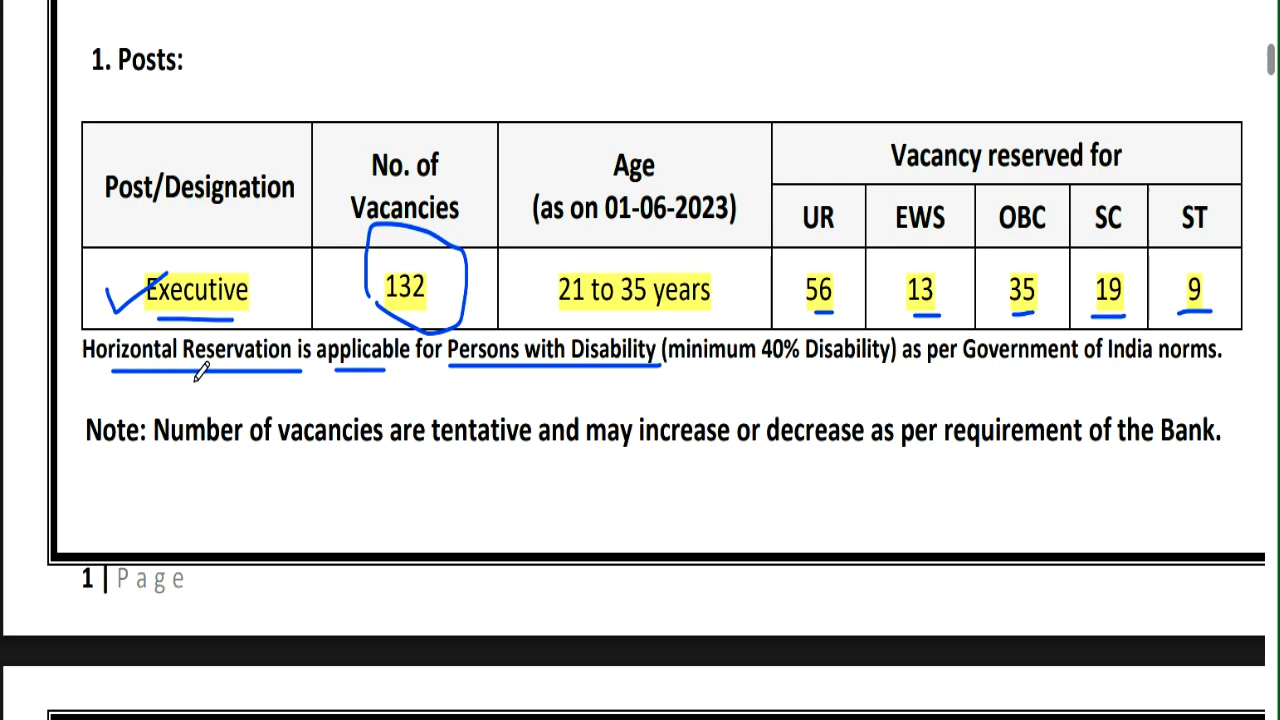 1. Posts:
Post/Designation
No. of
Vacancies
Age
(as on 01-06-2023)
Vacancy reserved for
UR EWS OBC SC ST
Executive 132 21 to 35 years 56 13 35 19 9
Horizontal Reservation is applicable for Persons with Disability (minimum 40% Disability) as per Government of India norms.
Note: Number of vacancies are tentative and may increase or decrease as per requirement of the Bank.
1 | Page